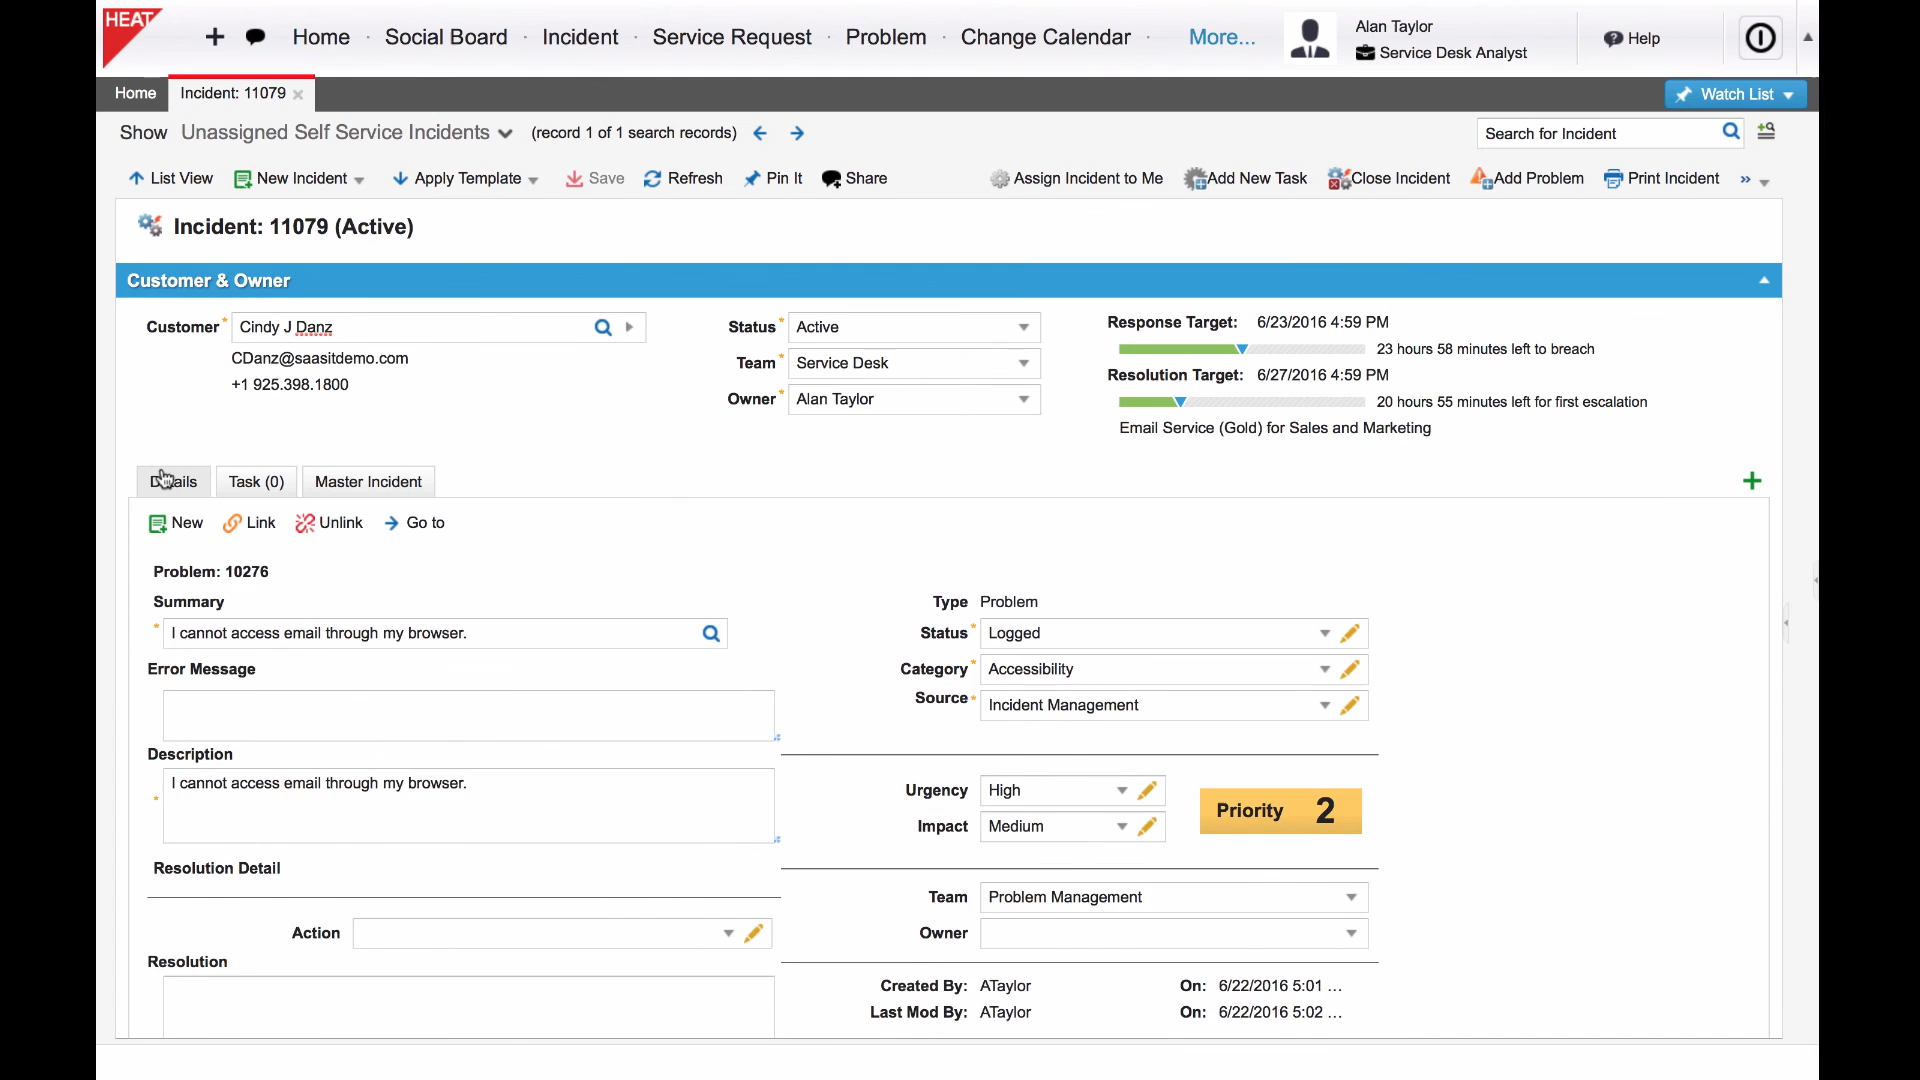 HEAT
Home · Social Board · Incident · Service Request · Problem · Change Calendar · More...
Alan Taylor
Service Desk Analyst
Help
Home
Incident: 11079
Watch List
Show Unassigned Self Service Incidents (record 1 of 1 search records)
Search for Incident
List View New Incident Apply Template Save Refresh Pin It Share Assign Incident to Me Add New Task Close Incident Add Problem Print Incident »
Incident: 11079 (Active)
Customer & Owner
Customer * Cindy J Danz
CDanz@saasitdemo.com
+1 925.398.1800
Status * Active
Team * Service Desk
Owner * Alan Taylor
Response Target: 6/23/2016 4:59 PM
23 hours 58 minutes left to breach
Resolution Target: 6/27/2016 4:59 PM
20 hours 55 minutes left for first escalation
Email Service (Gold) for Sales and Marketing
Task (0) Master Incident
New Link Unlink Go to
Problem: 10276
Summary
* I cannot access email through my browser.
Error Message
Description
* I cannot access email through my browser.
Resolution Detail
Action
Resolution
Type Problem
Status * Logged
Category * Accessibility
Source * Incident Management
Urgency High
Impact Medium
Priority 2
Team Problem Management
Owner
Created By: ATaylor On: 6/22/2016 5:01 ...
Last Mod By: ATaylor On: 6/22/2016 5:02 ...